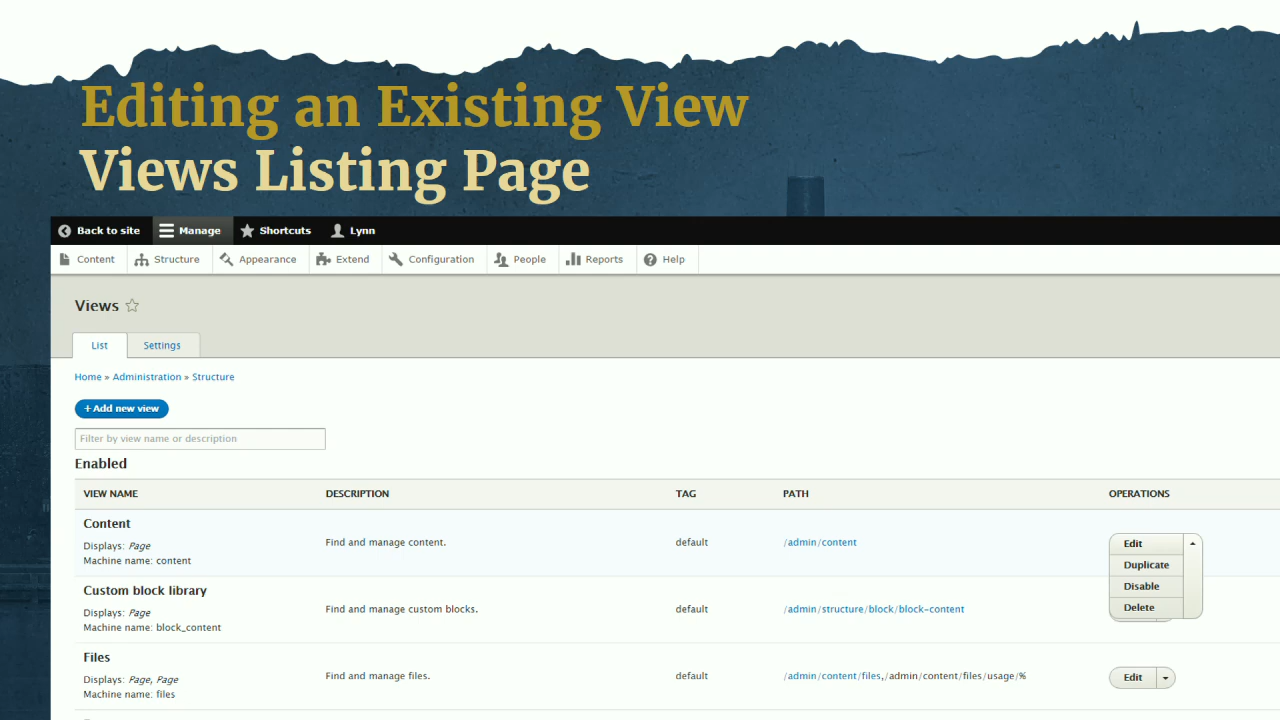 Editing an Existing View
Views Listing Page
Back to site Manage Shortcuts Lynn
Content Structure Appearance Extend Configuration People Reports Help
Views
List Settings
Home » Administration » Structure
+ Add new view
Filter by view name or description
Enabled
VIEW NAME DESCRIPTION TAG PATH OPERATIONS
Content
Displays: Page
Machine name: content
Find and manage content. default /admin/content
Edit
Duplicate
Disable
Delete
Custom block library
Displays: Page
Machine name: block_content
Find and manage custom blocks. default /admin/structure/block/block-content
Files
Displays: Page, Page
Machine name: files
Find and manage files. default /admin/content/files, /admin/content/files/usage/% Edit